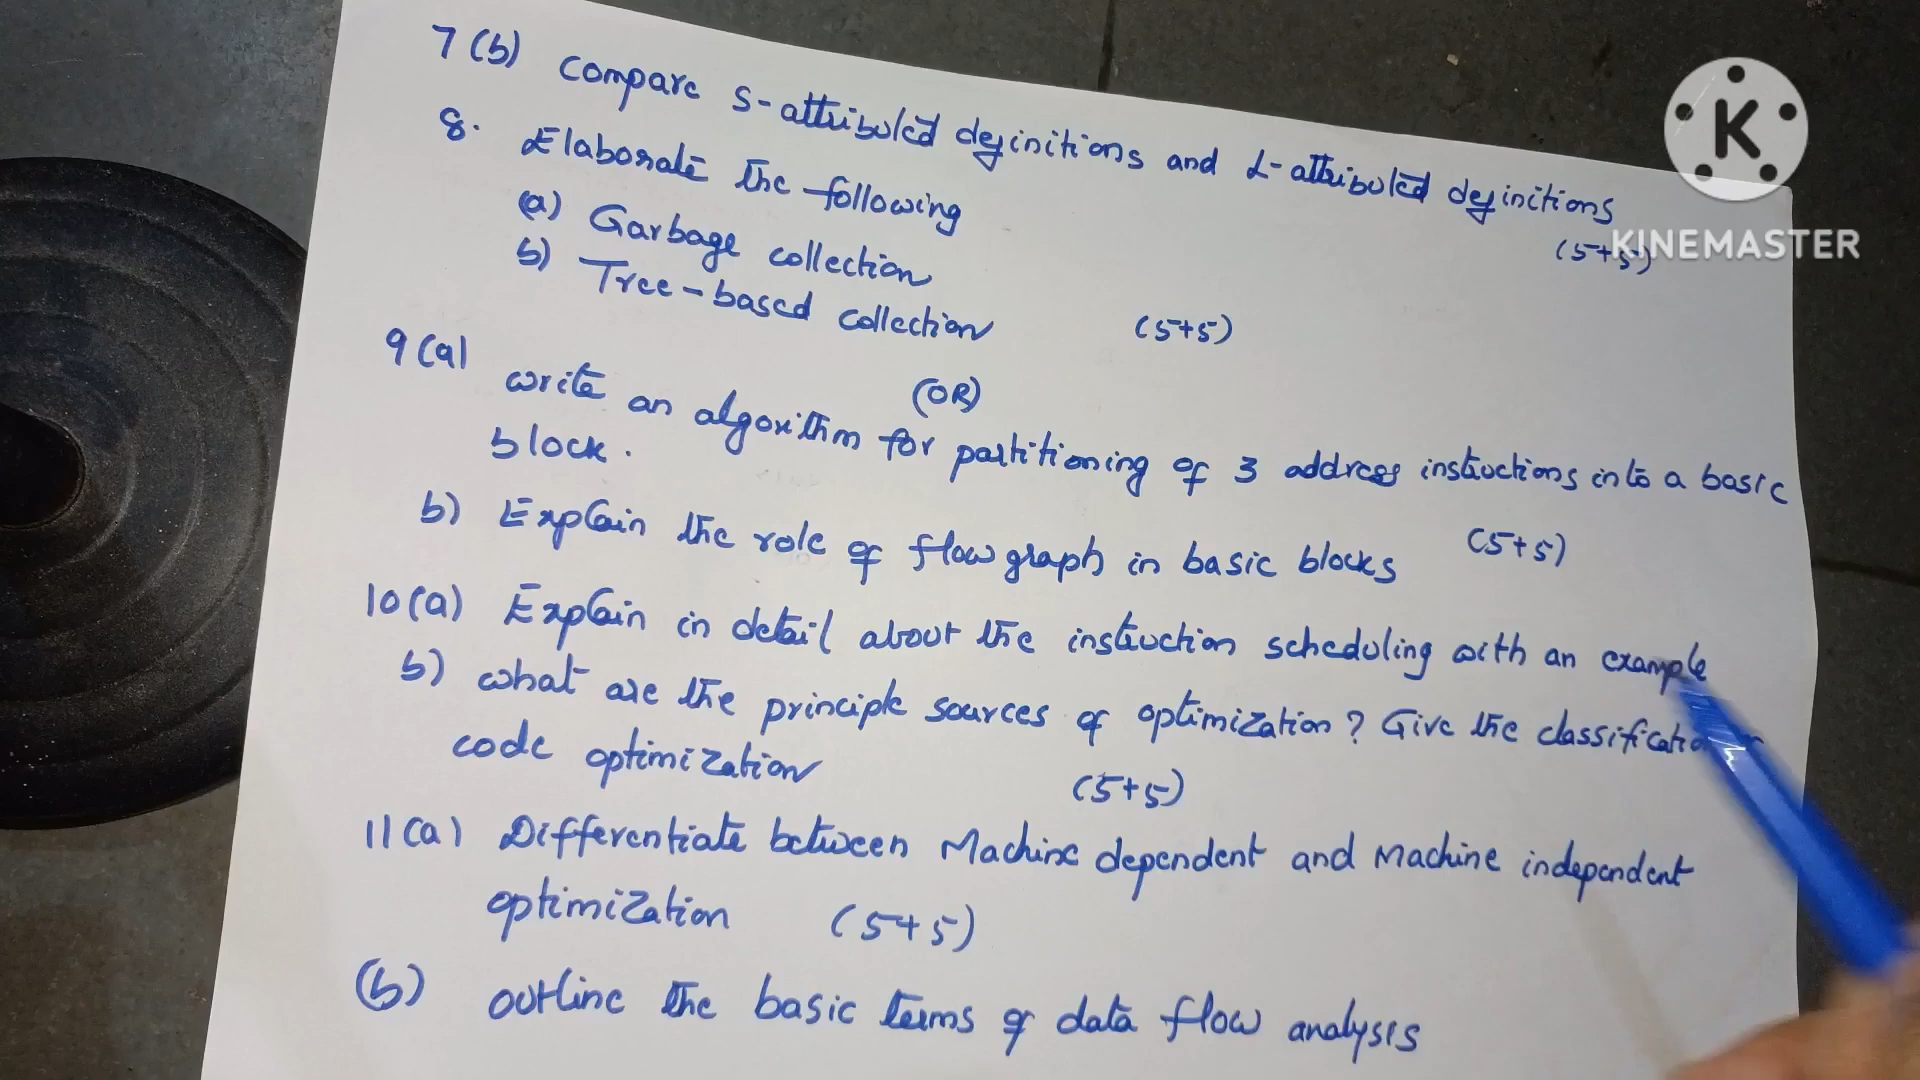 7(b) Compare S-attributed definitions and L-attributed definitions
(5+5)
8. Elaborate the following
(a) Garbage collection
b) Tree-based collection (5+5)
(OR)
9(a) write an algorithm for partitioning of 3 address instructions into a basic
block.
b) Explain the role of flow graph in basic blocks (5+5)
10(a) Explain in detail about the instruction scheduling with an example
b) what are the principle sources of optimization? Give the
code optimization (5+5)
11(a) Differentiate between Machine dependent and Machine independent
optimization (5+5)
(b) outline the basic terms of data flow analysis
K
KINEMASTER